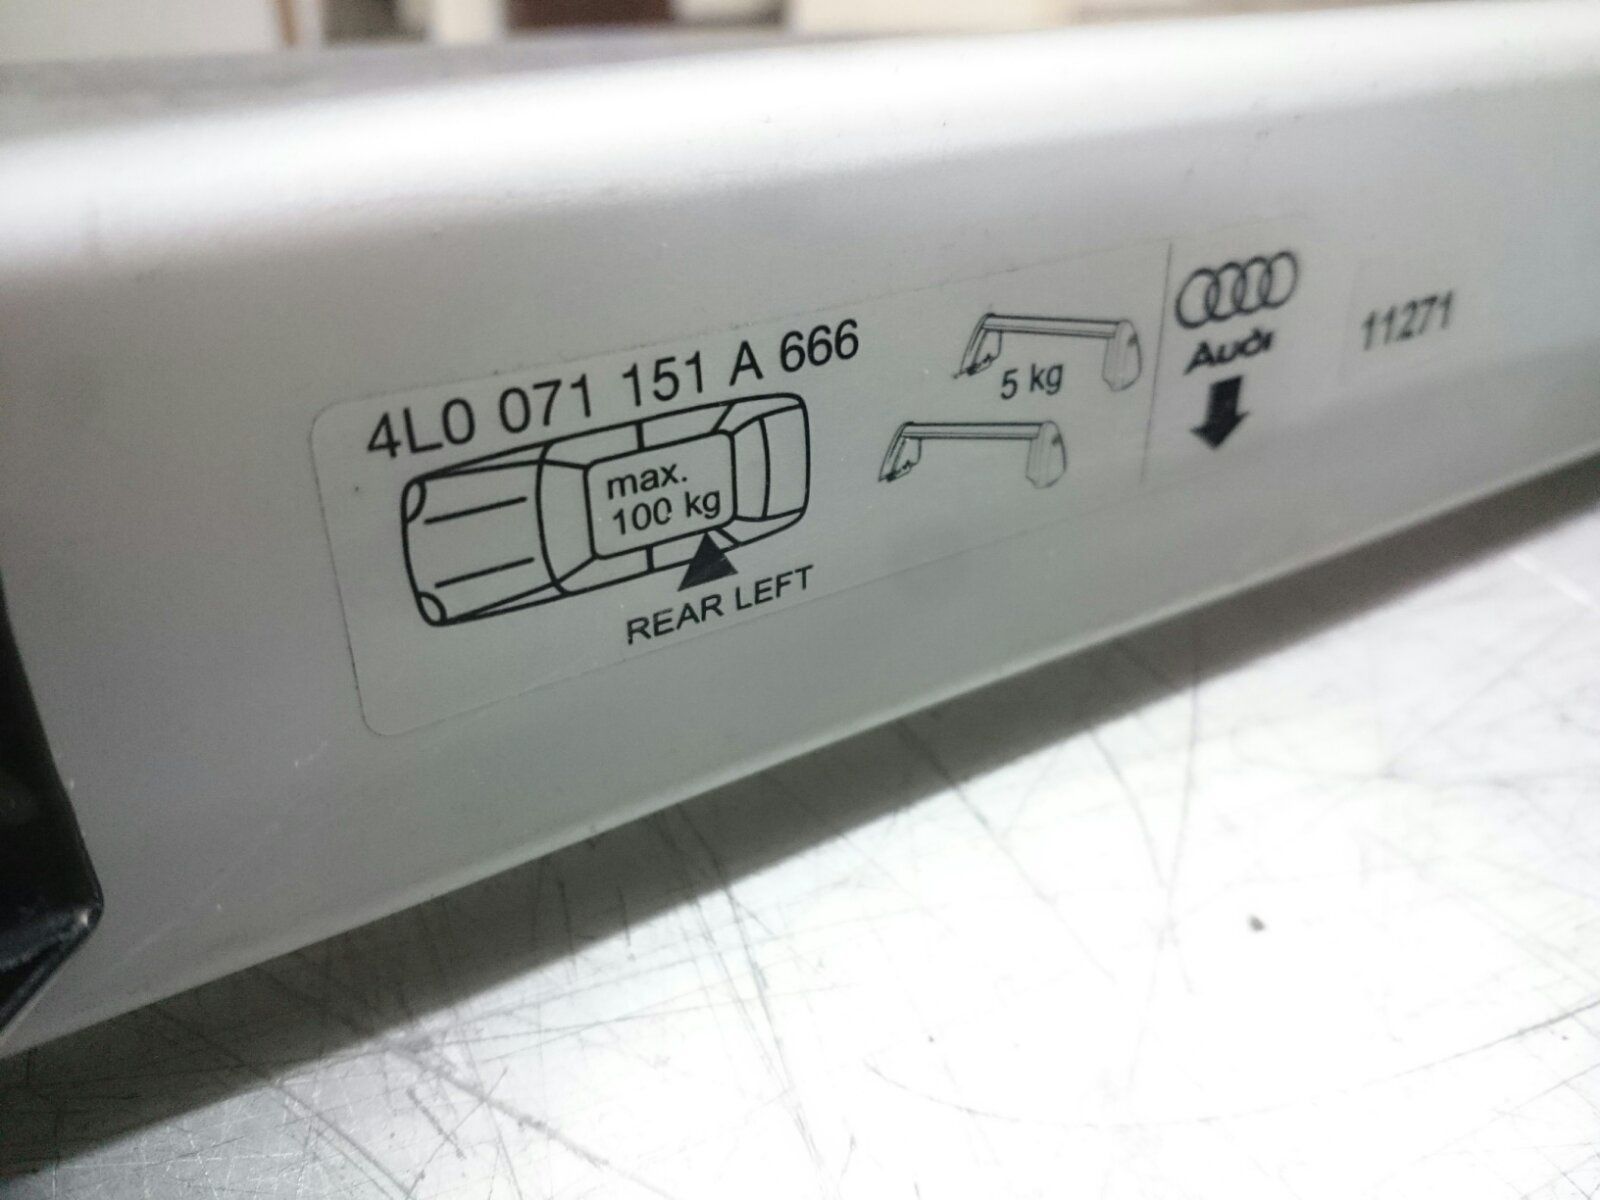 4L0 071 151 A 666
max.
100 kg
REAR LEFT
5 kg
Audi
11271